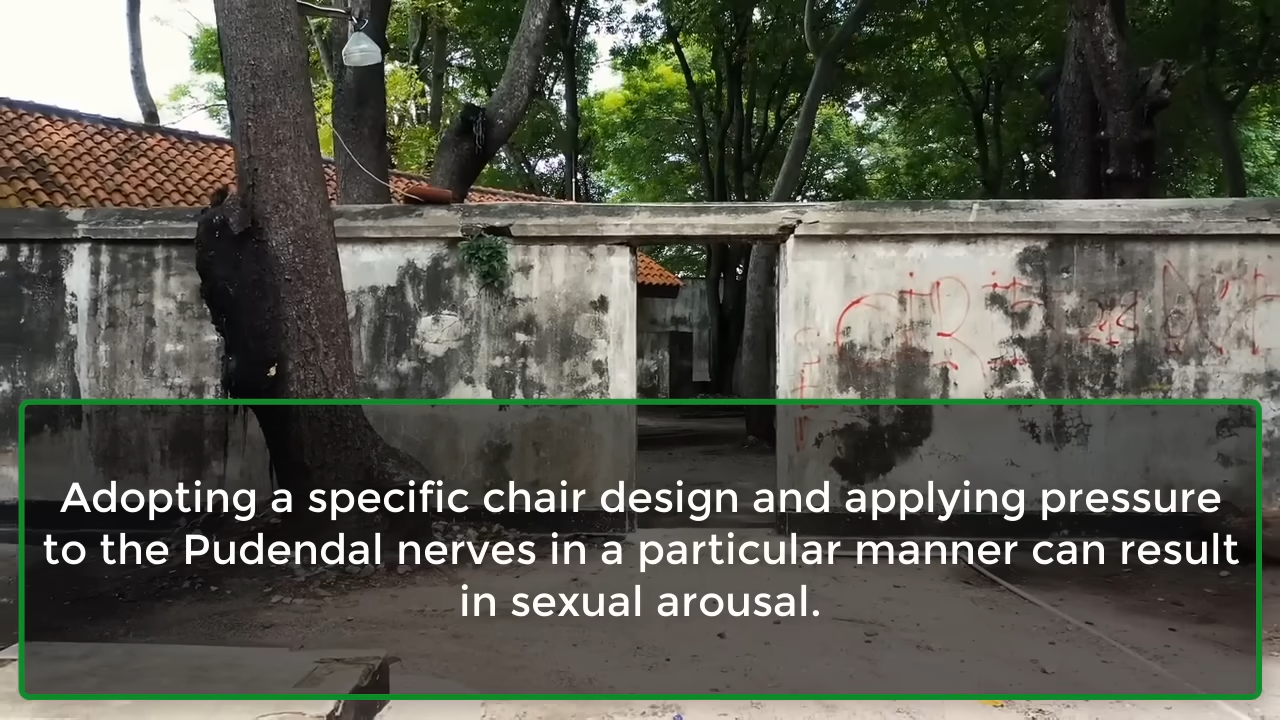 Adopting a specific chair design and applying pressure
to the Pudendal nerves in a particular manner can result
in sexual arousal.